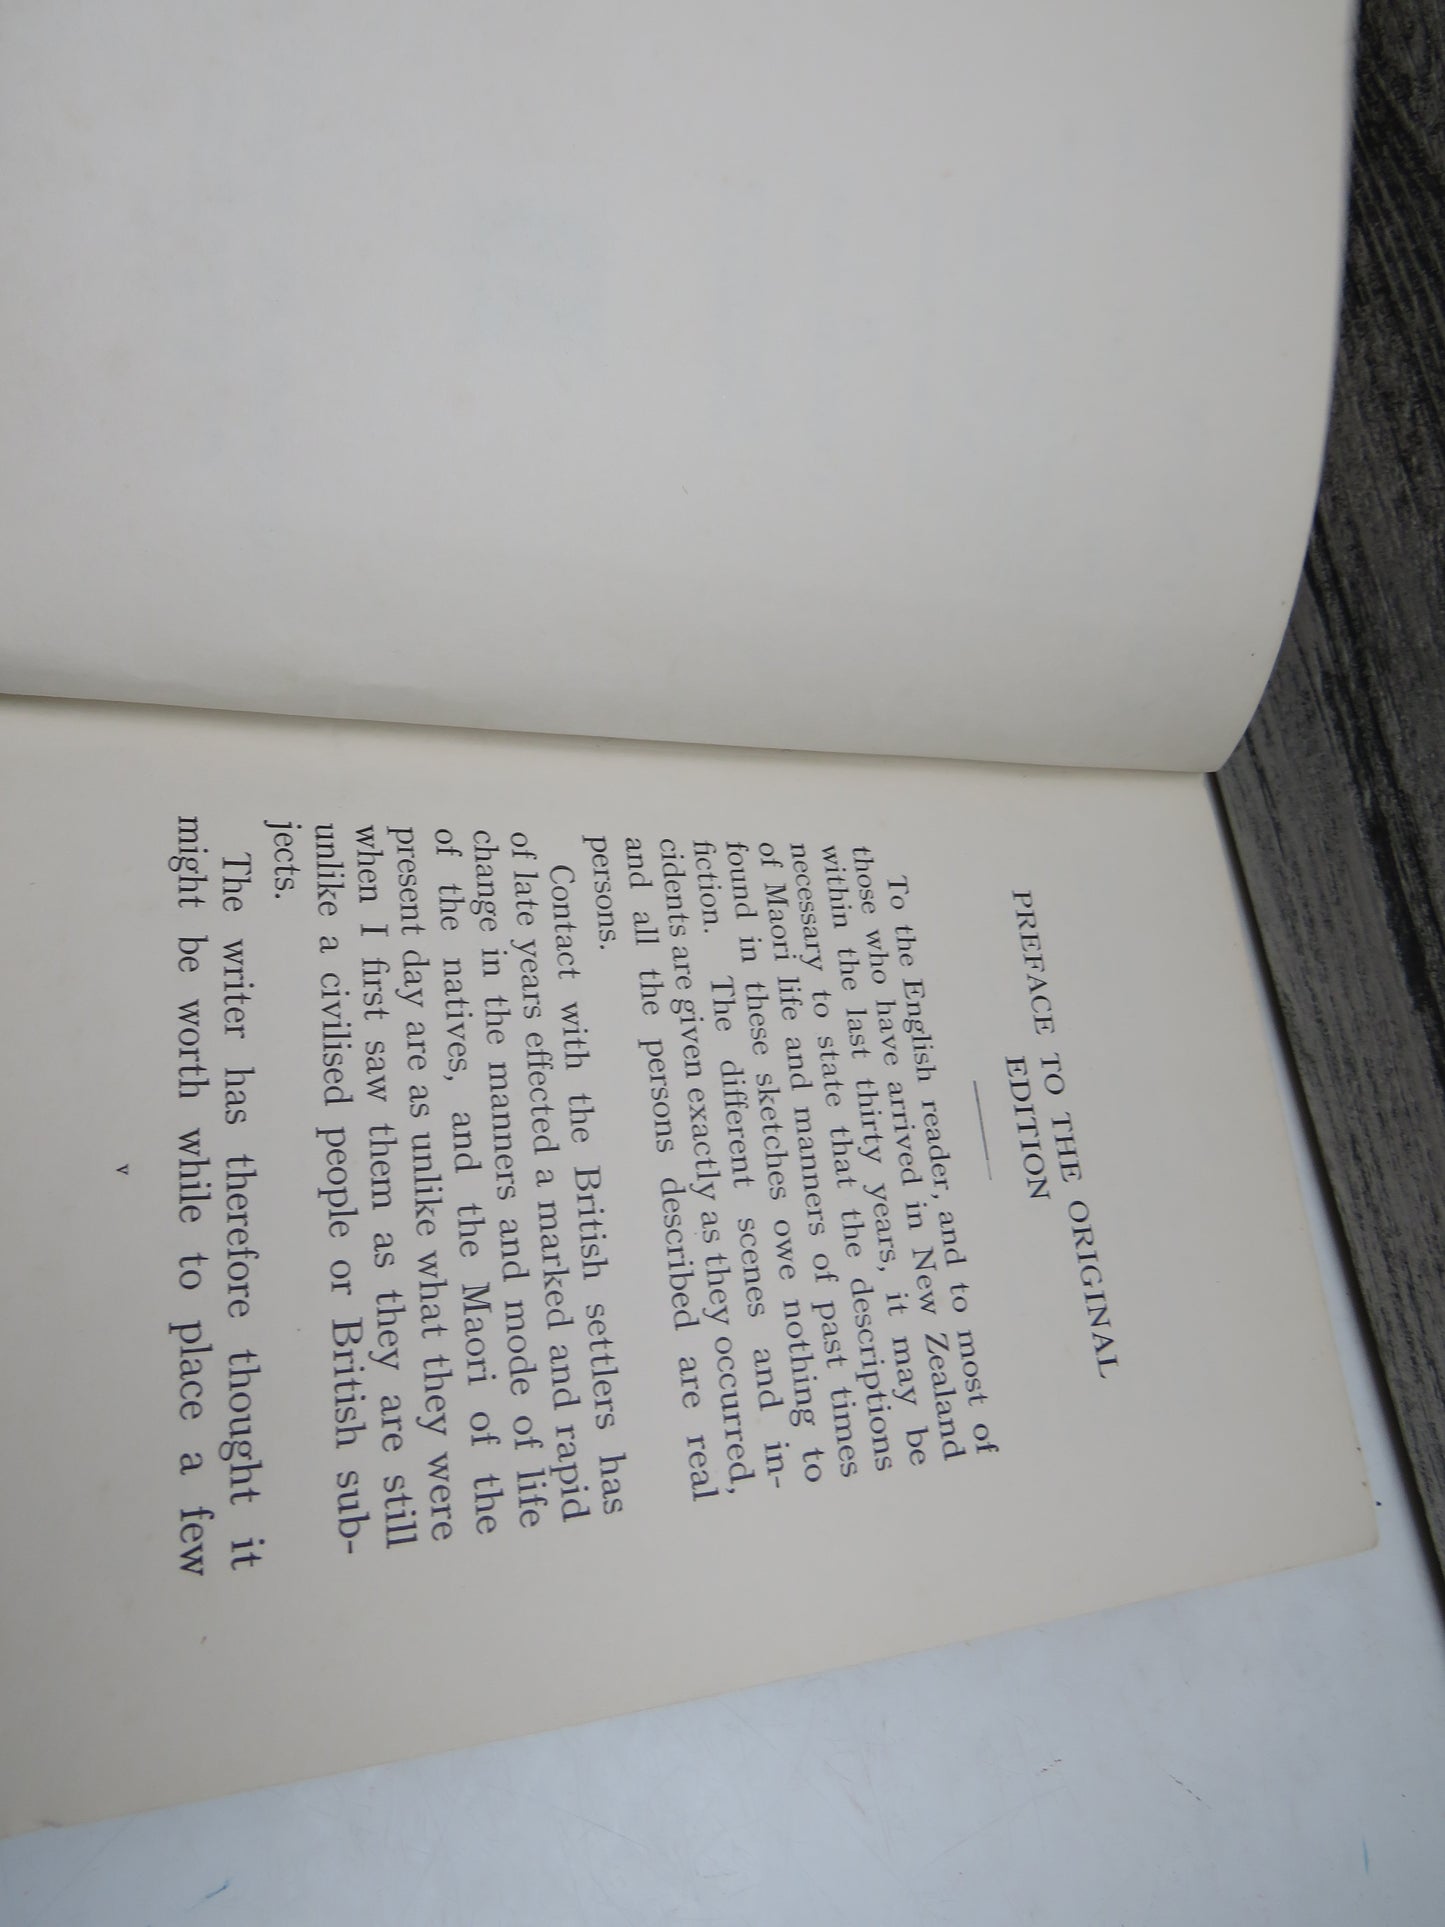 PREFACE TO THE ORIGINAL
EDITION
To the English reader, and to most of
those who have arrived in New Zealand
within the last thirty years, it may be
necessary to state that the descriptions
of Maori life and manners of past times
found in these sketches owe nothing to
fiction. The different scenes and in-
cidents are given exactly as they occurred,
and all the persons described are real
persons.
Contact with the British settlers has
of late years effected a marked and rapid
change in the manners and mode of life
of the natives, and the Maori of the
present day are as unlike what they were
when I first saw them as they are still
unlike a civilised people or British sub-
jects.
The writer has therefore thought it
might be worth while to place a few
v